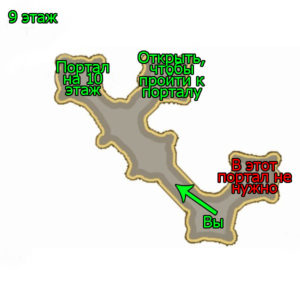 9 этаж
Портал
на 10
этаж
Открыть,
чтобы
пройти к
порталу
В этот
портал не
нужно
Вы